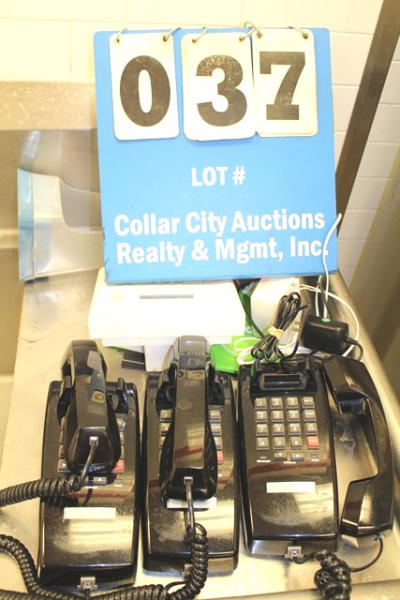 037
LOT #
Collar City Auctions
Realty & Mgmt, Inc.